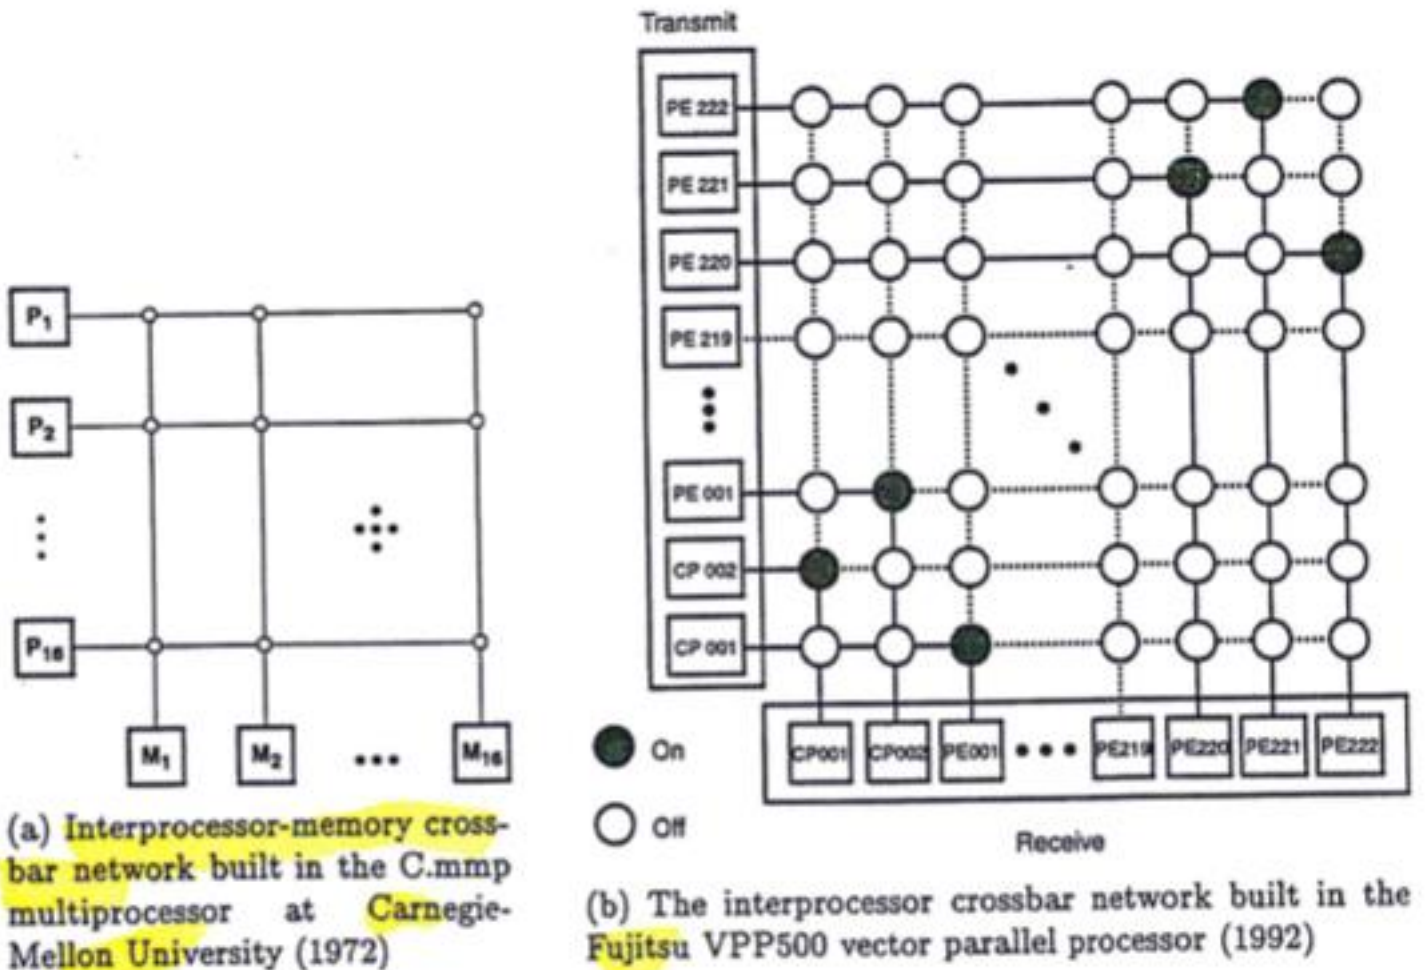 P1
P2
P16
M1
M2
M16
(a) Interprocessor-memory cross-
bar network built in the C.mmp
multiprocessor at Carnegie-
Mellon University (1972)
Transmit
PE 222
PE 221
PE 220
PE 219
PE 001
CP 002
CP 001
CP001 CP002 PE001 PE219 PE220 PE221 PE222
On
Off
Receive
(b) The interprocessor crossbar network built in the
Fujitsu VPP500 vector parallel processor (1992)